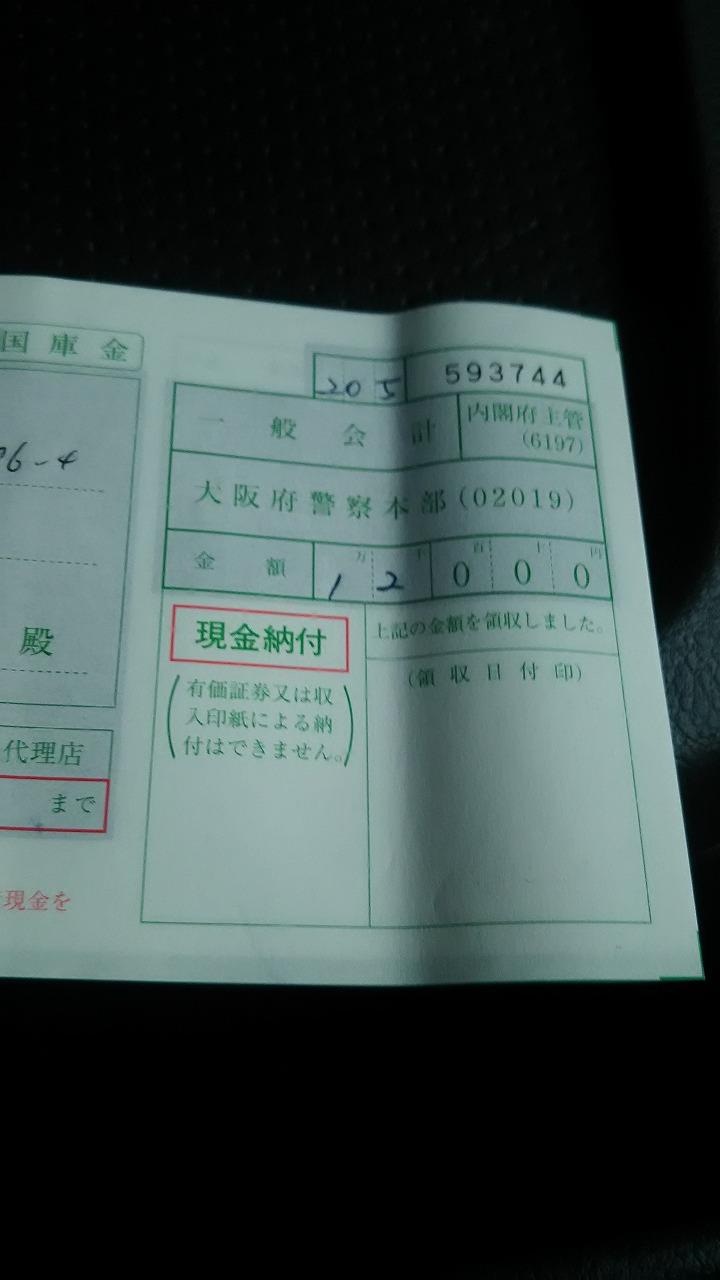 国庫金
205 593744
一般会計 内閣府主管
(6197)
大阪府警察本部(02019)
金額 万 千 百 十 円
1 2 0 0 0
6-4
殿
現金納付
上記の金額を領収しました。
(領収日付印)
(有価証券又は収
入印紙による納
付はできません。)
代理店
まで
現金を